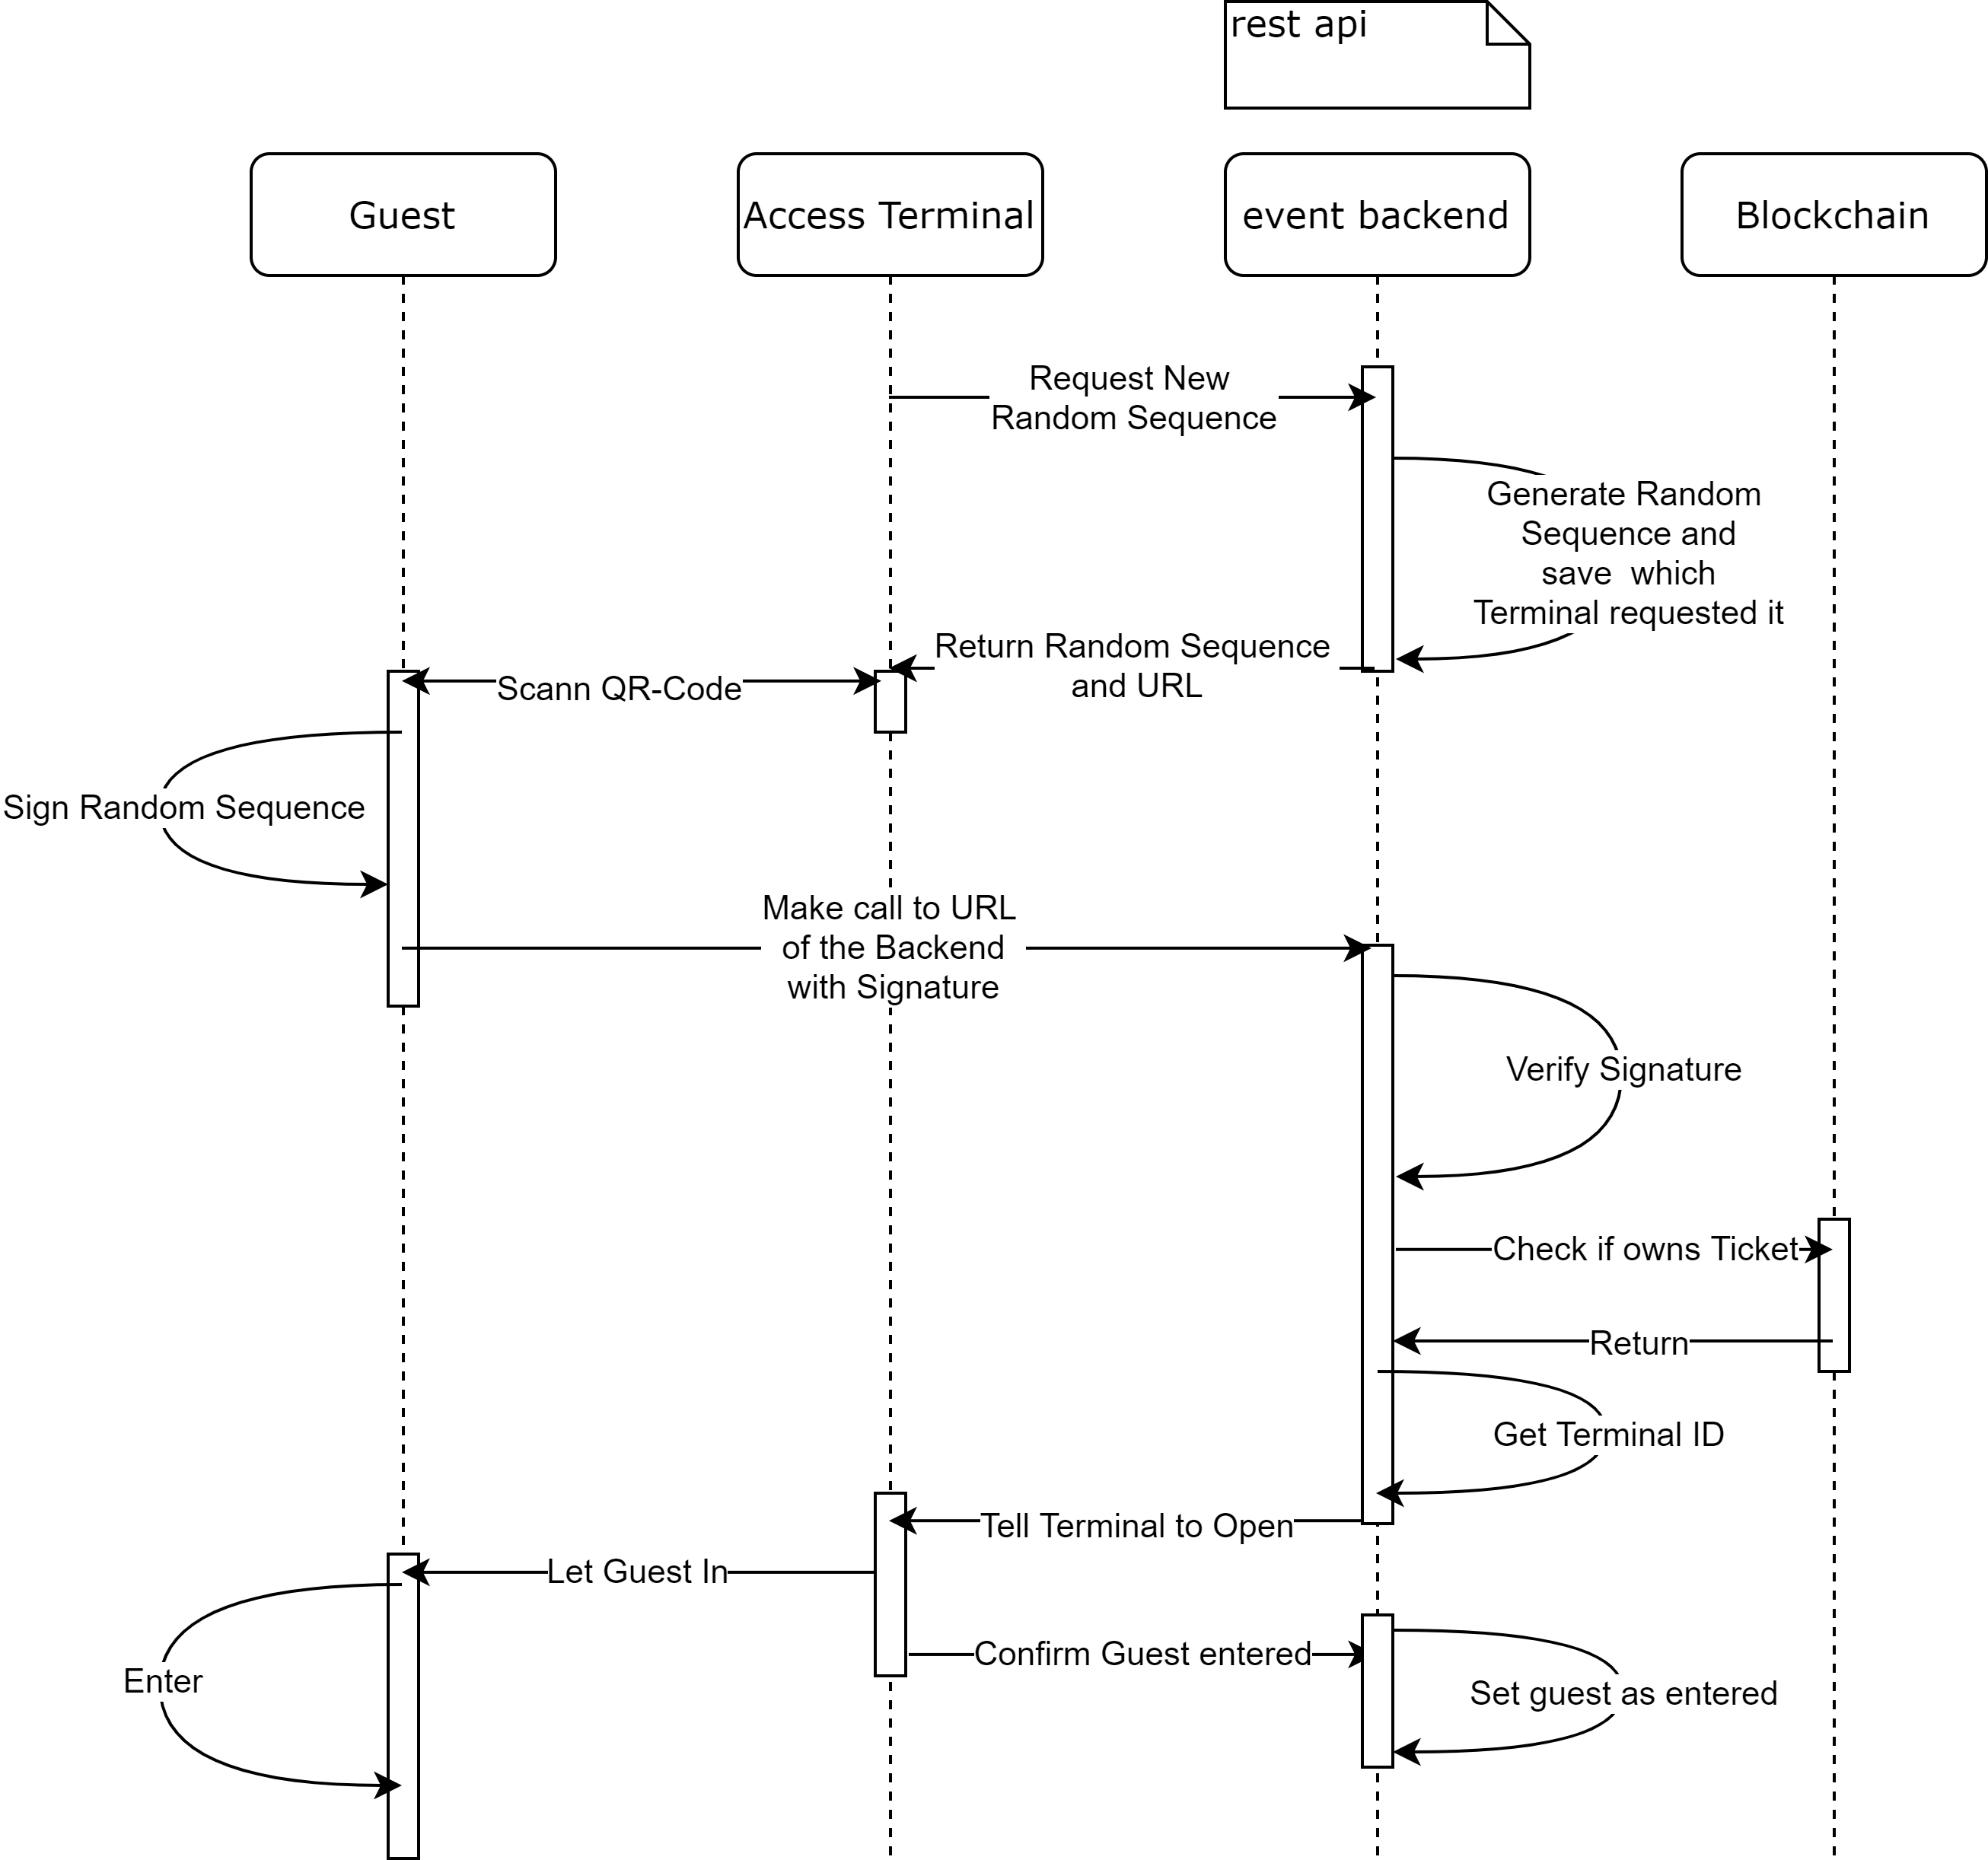 rest api
Guest
Access Terminal
event backend
Blockchain
Request New
Random Sequence
Generate Random
Sequence and
save  which
Terminal requested it
Return Random Sequence
and URL
Scann QR-Code
Sign Random Sequence
Make call to URL
of the Backend
with Signature
Verify Signature
Check if owns Ticket
Return
Get Terminal ID
Tell Terminal to Open
Let Guest In
Confirm Guest entered
Enter
Set guest as entered